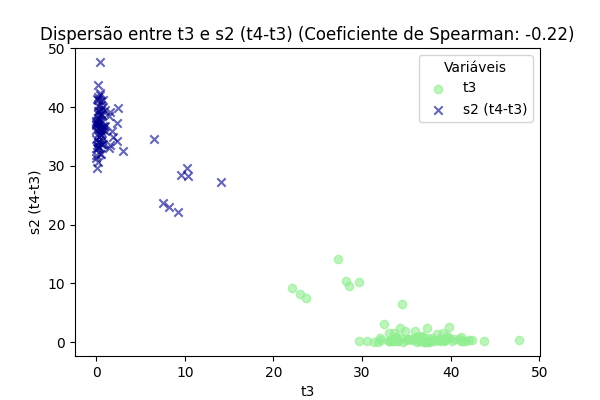 Dispersão entre t3 e s2 (t4-t3) (Coeficiente de Spearman: -0.22)
Variáveis
t3
s2 (t4-t3)
s2 (t4-t3)
50
40
30
20
10
0
0 10 20 30 40 50
t3